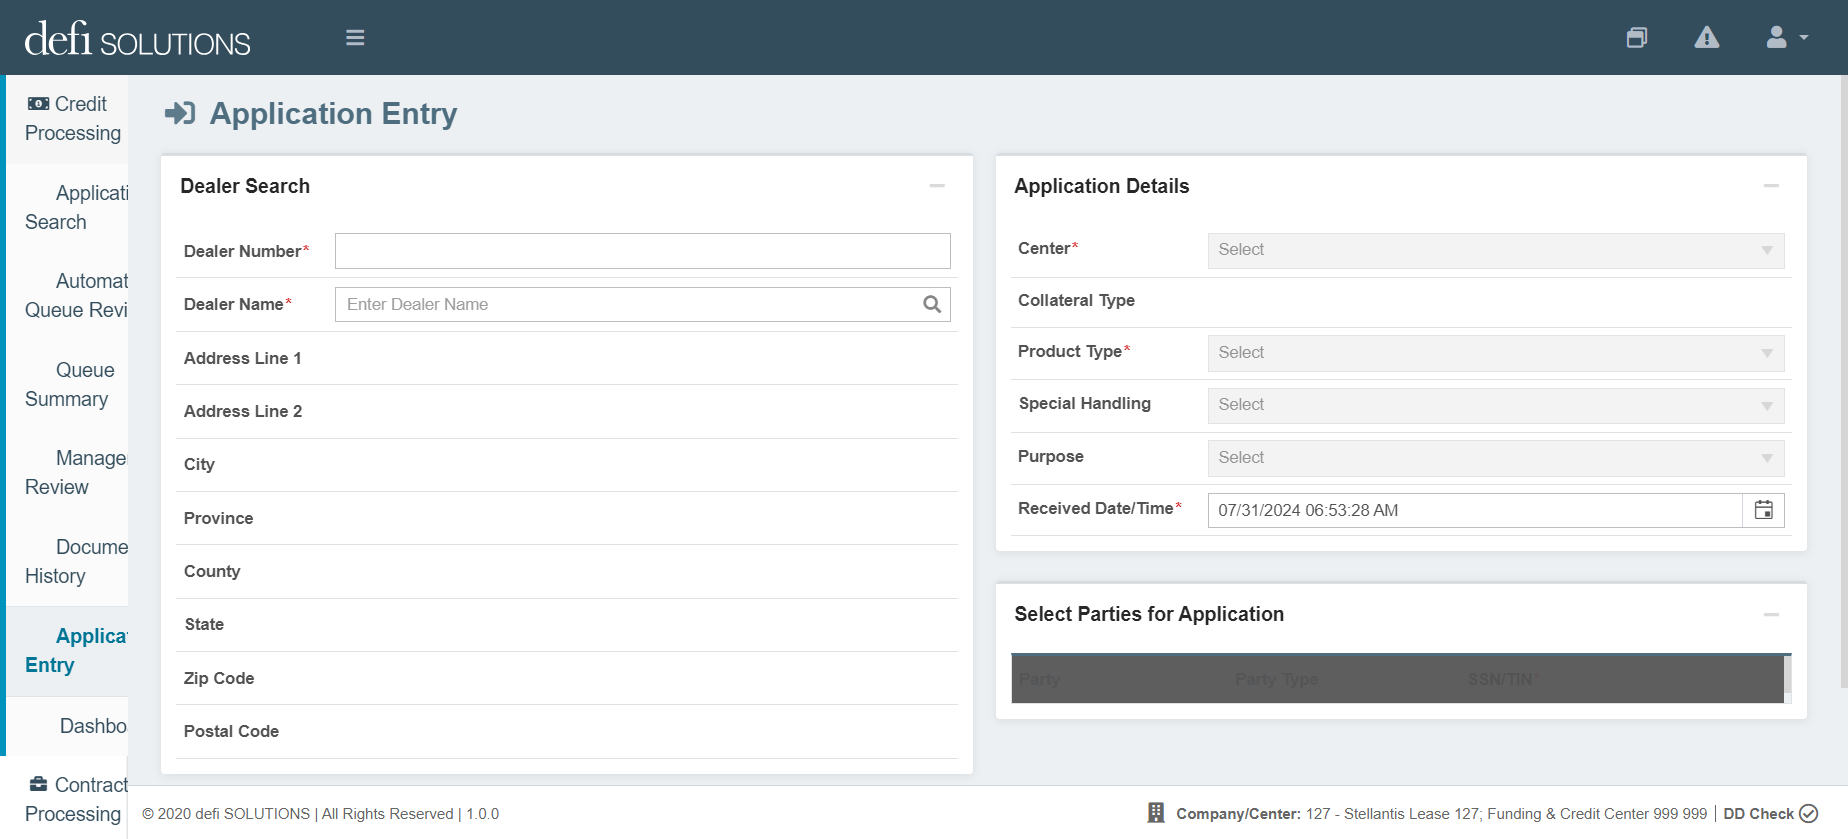 defi SOLUTIONS
Credit
Processing
Applicati
Search
Automat
Queue Revi
Queue
Summary
Manage
Review
Docume
History
Applica
Entry
Dashbo
Contract
Processing
Application Entry
Dealer Search
Dealer Number*
Dealer Name* Enter Dealer Name
Address Line 1
Address Line 2
City
Province
County
State
Zip Code
Postal Code
Application Details
Center* Select
Collateral Type
Product Type* Select
Special Handling Select
Purpose Select
Received Date/Time* 07/31/2024 06:53:28 AM
Select Parties for Application
Party Party Type SSN/TIN*
© 2020 defi SOLUTIONS | All Rights Reserved | 1.0.0
Company/Center: 127 - Stellantis Lease 127; Funding & Credit Center 999 999 | DD Check